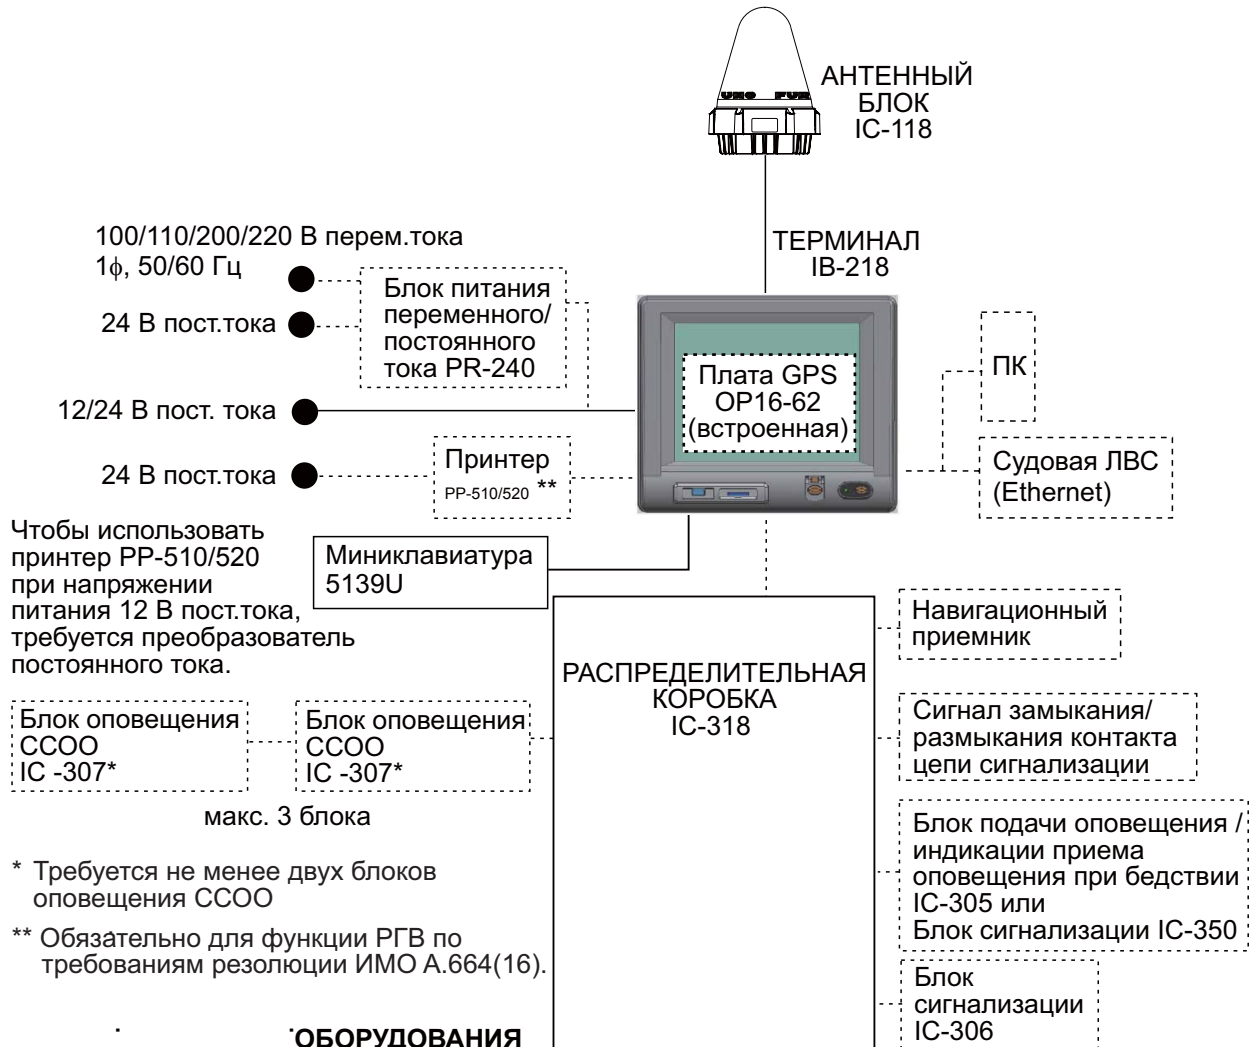 UNO FUR
АНТЕННЫЙ
БЛОК
IC-118
100/110/200/220 В перем.тока
1ϕ, 50/60 Гц
24 В пост.тока
Блок питания
переменного/
постоянного
тока PR-240
ТЕРМИНАЛ
IB-218
Плата GPS
OP16-62
(встроенная)
ПК
12/24 В пост. тока
24 В пост.тока
Принтер
PP-510/520 **
Судовая ЛВС
(Ethernet)
Чтобы использовать
принтер PP-510/520
при напряжении
питания 12 В пост.тока,
требуется преобразователь
постоянного тока.
Миниклавиатура
5139U
РАСПРЕДЕЛИТЕЛЬНАЯ
КОРОБКА
IC-318
Навигационный
приемник
Блок оповещения
ССОО
IC -307*
Блок оповещения
ССОО
IC -307*
макс. 3 блока
Сигнал замыкания/
размыкания контакта
цепи сигнализации
Блок подачи оповещения /
индикации приема
оповещения при бедствии
IC-305 или
Блок сигнализации IC-350
* Требуется не менее двух блоков
оповещения ССОО
** Обязательно для функции РГВ по
требованиям резолюции ИМО A.664(16).
Блок
сигнализации
IC-306
ОБОРУДОВАНИЯ